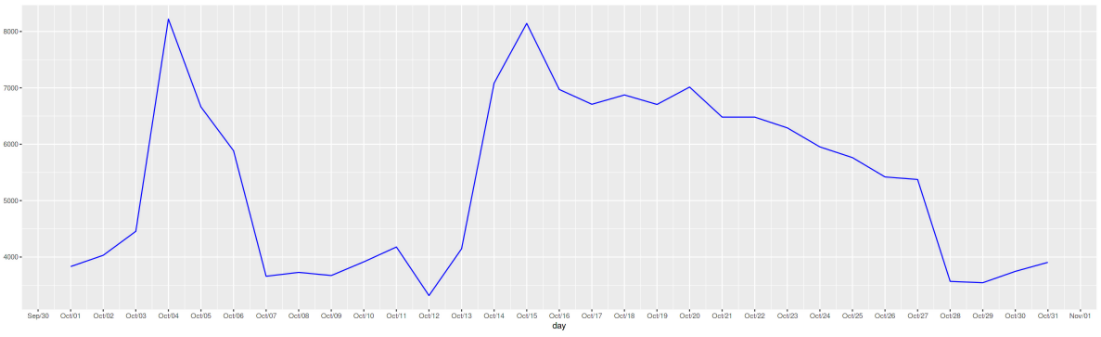 8000
7000
6000
5000
4000
Sep/30 Oct/01 Oct/02 Oct/03 Oct/04 Oct/05 Oct/06 Oct/07 Oct/08 Oct/09 Oct/10 Oct/11 Oct/12 Oct/13 Oct/14 Oct/15 Oct/16 Oct/17 Oct/18 Oct/19 Oct/20 Oct/21 Oct/22 Oct/23 Oct/24 Oct/25 Oct/26 Oct/27 Oct/28 Oct/29 Oct/30 Oct/31 Nov/01
day